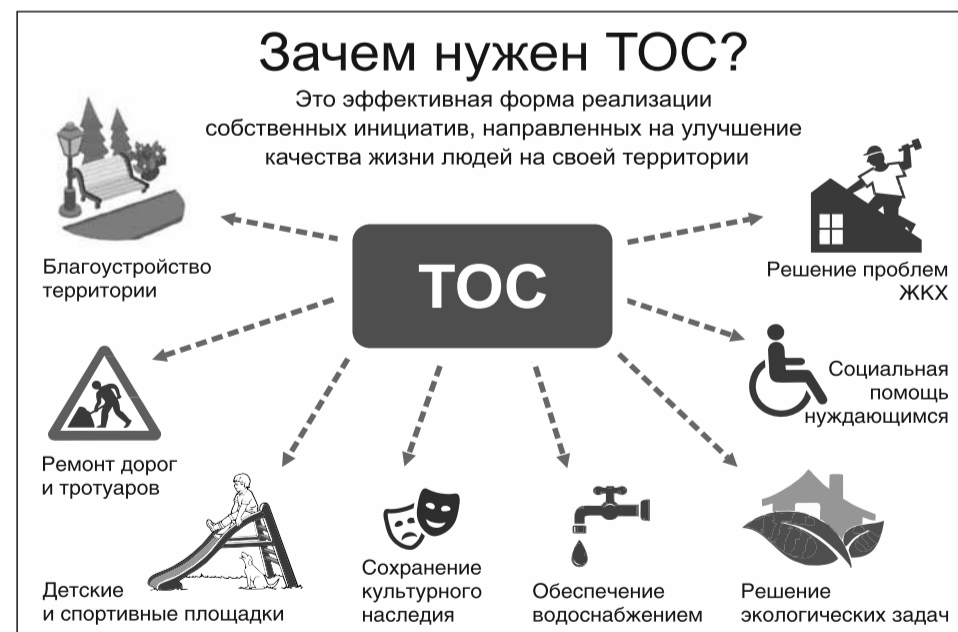 Зачем нужен ТОС?
Это эффективная форма реализации
собственных инициатив, направленных на улучшение
качества жизни людей на своей территории
ТОС
Благоустройство
территории
Решение проблем
ЖКХ
Ремонт дорог
и тротуаров
Социальная
помощь
нуждающимся
Детские
и спортивные площадки
Сохранение
культурного
наследия
Обеспечение
водоснабжением
Решение
экологических задач